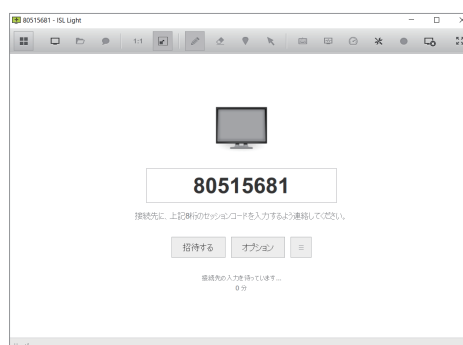 80515681 - ISL Light
1:1
80515681
接続先に、上記8桁のセッションコードを入力するよう連絡してください。
招待する オプション ≡
接続先の入力を待っています...
0 分